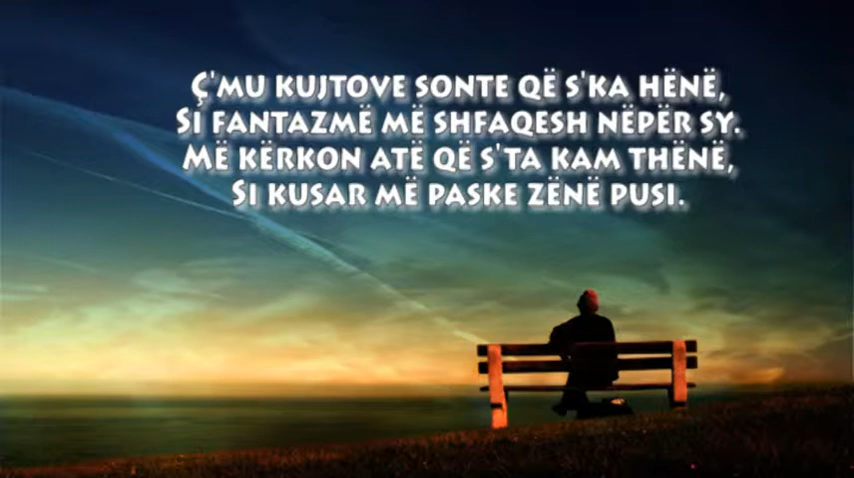 Ç'MU KUJTOVE SONTE QË S'KA HËNË,
SI FANTAZMË MË SHFAQESH NËPËR SY.
MË KËRKON ATË QË S'TA KAM THËNË,
SI KUSAR MË PASKE ZËNË PUSI.